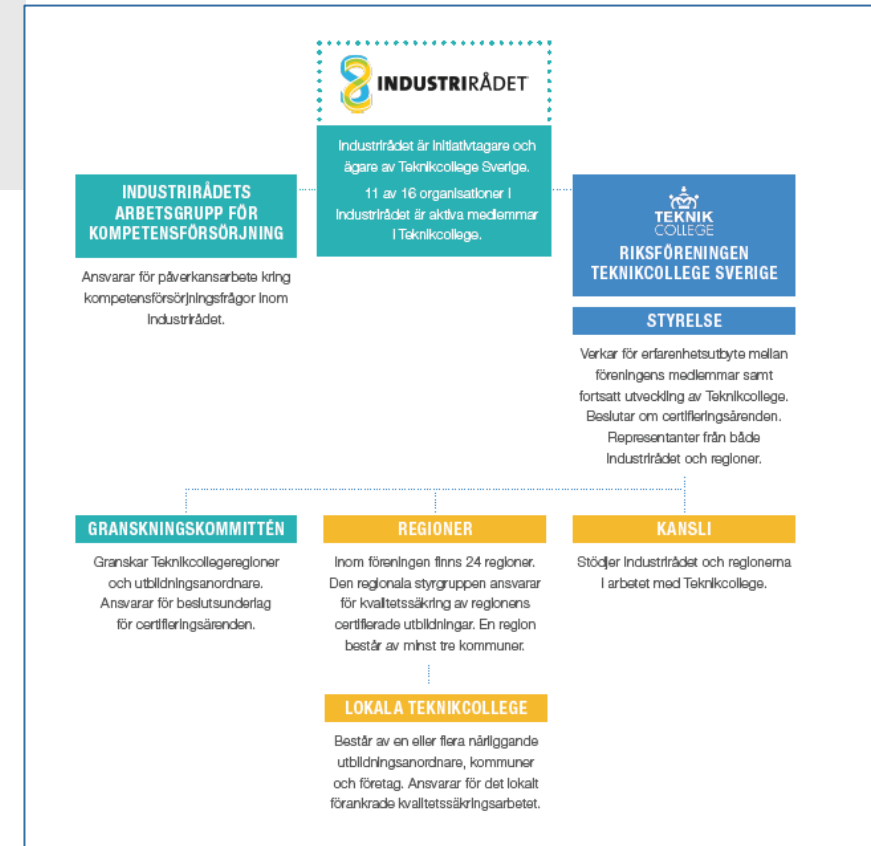 INDUSTRIRÅDET
Industrirådet är initiativtagare och
ägare av Teknikcollege Sverige.
11 av 16 organisationer i
Industrirådet är aktiva medlemmar
i Teknikcollege.
INDUSTRIRÅDETS
ARBETSGRUPP FÖR
KOMPETENSFÖRSÖRJNING
Ansvarar för påverkansarbete kring
kompetensförsörjningsfrågor inom
Industrirådet.
TEKNIK
COLLEGE
RIKSFÖRENINGEN
TEKNIKCOLLEGE SVERIGE
STYRELSE
Verkar för erfarenhetsutbyte mellan
föreningens medlemmar samt
fortsatt utveckling av Teknikcollege.
Beslutar om certifieringsärenden.
Representanter från både
Industrirådet och regioner.
GRANSKNINGSKOMMITTÉN
Granskar Teknikcollegeregioner
och utbildningsanordnare.
Ansvarar för beslutsunderlag
för certifieringsärenden.
REGIONER
Inom föreningen finns 24 regioner.
Den regionala styrgruppen ansvarar
för kvalitetssäkring av regionens
certifierade utbildningar. En region
består av minst tre kommuner.
KANSLI
Stödjer Industrirådet och regionerna
i arbetet med Teknikcollege.
LOKALA TEKNIKCOLLEGE
Består av en eller flera närliggande
utbildningsanordnare, kommuner
och företag. Ansvarar för det lokalt
förankrade kvalitetssäkringsarbetet.